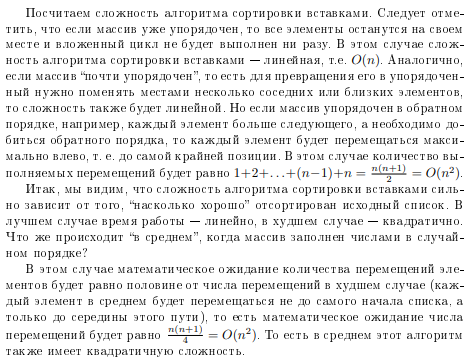 Посчитаем сложность алгоритма сортировки вставками. Следует отме-
тить, что если массив уже упорядочен, то все элементы останутся на своем
месте и вложенный цикл не будет выполнен ни разу. В этом случае слож-
ность алгоритма сортировки вставками — линейная, т.е. O(n). Аналогично,
если массив “почти упорядочен”, то есть для превращения его в упорядочен-
ный нужно поменять местами несколько соседних или близких элементов,
то сложность также будет линейной. Но если массив упорядочен в обратном
порядке, например, каждый элемент больше следующего, а необходимо до-
биться обратного порядка, то каждый элемент будет перемещаться макси-
мально влево, т. е. до самой крайней позиции. В этом случае количество вы-
полняемых перемещений будет равно 1+2+...+(n−1)+n = n(n+1)/2 = O(n²).
Итак, мы видим, что сложность алгоритма сортировки вставками силь-
но зависит от того, “насколько хорошо” отсортирован исходный список. В
лучшем случае время работы — линейно, в худшем случае — квадратично.
Что же происходит “в среднем”, когда массив заполнен числами в случай-
ном порядке?
В этом случае математическое ожидание количества перемещений эле-
ментов будет равно половине от числа перемещений в худшем случае (каж-
дый элемент в среднем будет перемещаться не до самого начала списка, а
только до середины этого пути), то есть математическое ожидание числа
перемещений будет равно n(n+1)/4 = O(n²). То есть в среднем этот алгоритм
также имеет квадратичную сложность.